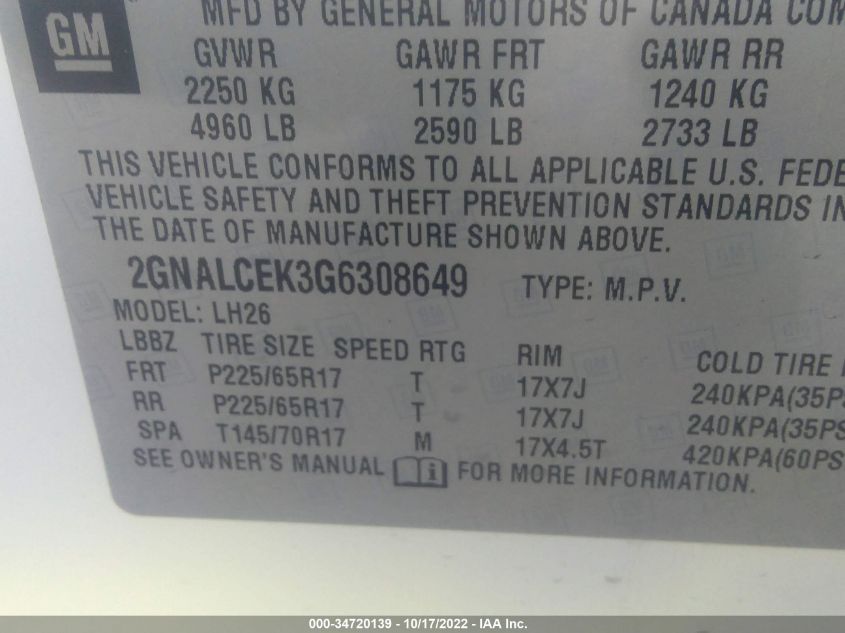 GM
MFD BY GENERAL MOTORS OF CANADA COM
GVWR GAWR FRT GAWR RR
2250 KG 1175 KG 1240 KG
4960 LB 2590 LB 2733 LB
THIS VEHICLE CONFORMS TO ALL APPLICABLE U.S. FEDE
VEHICLE SAFETY AND THEFT PREVENTION STANDARDS IN
THE DATE OF MANUFACTURE SHOWN ABOVE.
2GNALCEK3G6308649 TYPE: M.P.V.
MODEL: LH26
LBBZ TIRE SIZE SPEED RTG RIM COLD TIRE
FRT P225/65R17 T 17X7J 240KPA(35P
RR P225/65R17 T 17X7J 240KPA(35PS
SPA T145/70R17 M 17X4.5T 420KPA(60PS
SEE OWNER'S MANUAL i FOR MORE INFORMATION.
000-34720139 - 10/17/2022 - IAA Inc.